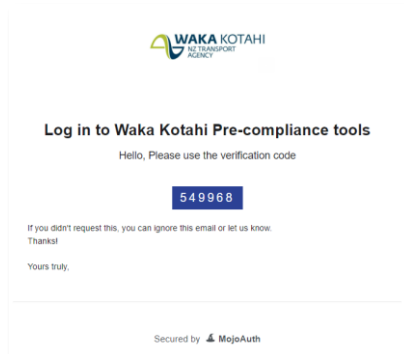 WAKA KOTAHI
NZ TRANSPORT
AGENCY
Log in to Waka Kotahi Pre-compliance tools
Hello, Please use the verification code
549968
If you didn't request this, you can ignore this email or let us know.
Thanks!
Yours truly,
Secured by MojoAuth